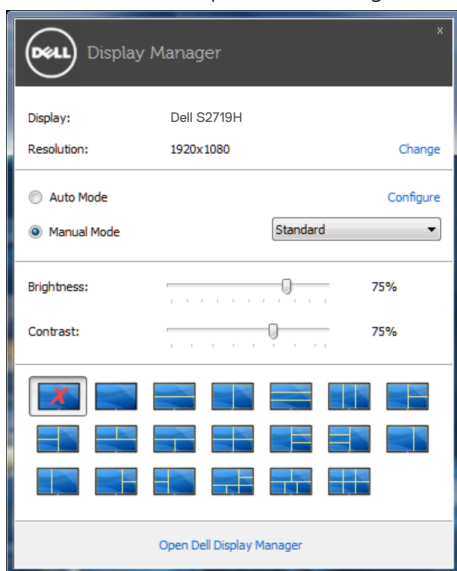 x
DELL Display Manager
Display: Dell S2719H
Resolution: 1920x1080 Change
Auto Mode Configure
Manual Mode Standard
Brightness: 75%
Contrast: 75%
Open Dell Display Manager